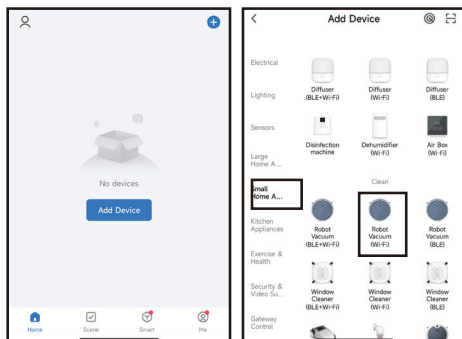 No devices
Add Device
Home
Scene
Smart
Me
Add Device
Electrical
Lighting
Sensors
Large
Home A...
Small
Home A...
Kitchen
Appliances
Exercise &
Health
Security &
Video Su...
Gateway
Control
Diffuser
(BLE+Wi-Fi)
Diffuser
(Wi-Fi)
Diffuser
(BLE)
Disinfection
machine
Dehumidifier
(Wi-Fi)
Air Box
(Wi-Fi)
Clean
Robot
Vacuum
(BLE+Wi-Fi)
Robot
Vacuum
(Wi-Fi)
Robot
Vacuum
(BLE)
Window
Cleaner
(BLE+Wi-Fi)
Window
Cleaner
(Wi-Fi)
Window
Cleaner
(BLE)